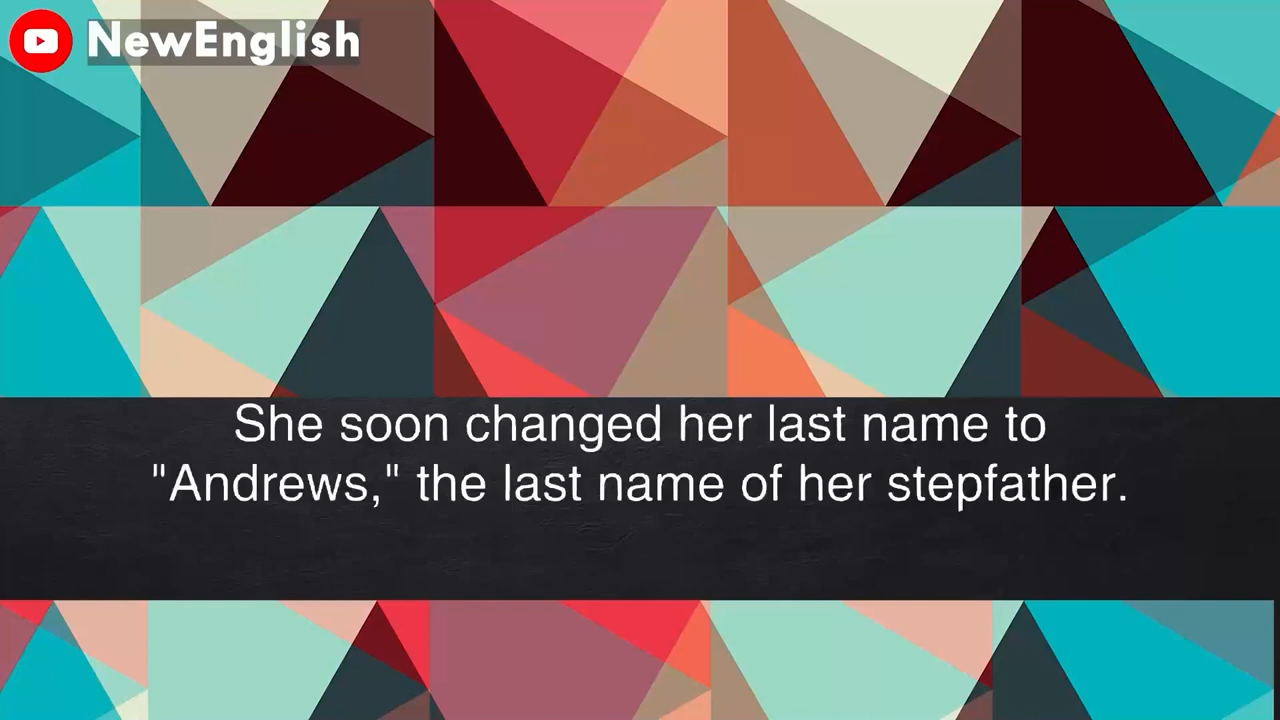 NewEnglish
She soon changed her last name to
"Andrews," the last name of her stepfather.